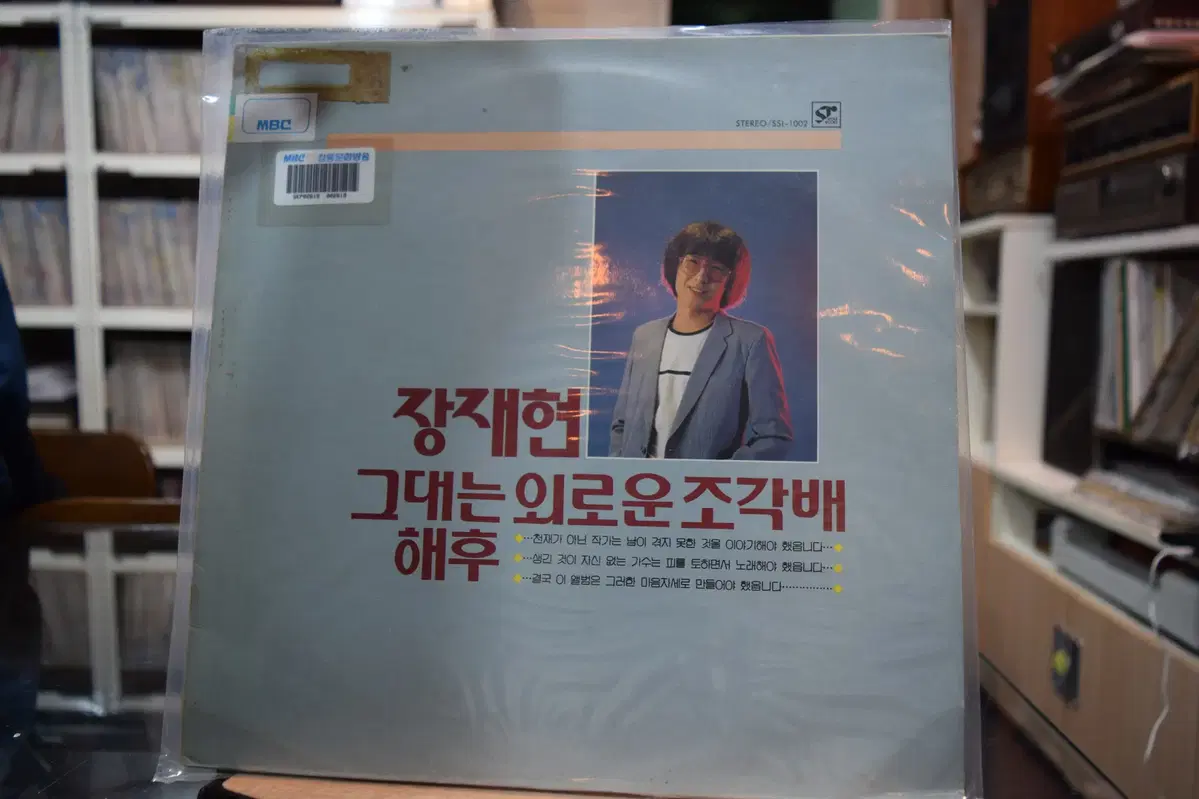 MBC
STEREO/SSI-1002
MBC
장재현
그대는 외로운 조각배
해후
···천재가 아닌 작가는 남이 겪지 못한 것을 이야기해야 했읍니다···
···생긴 것이 자신 없는 가수는 피를 토하면서 노래해야 했읍니다···
···결국 이 앨범은 그러한 마음자세로 만들어야 했읍니다··············